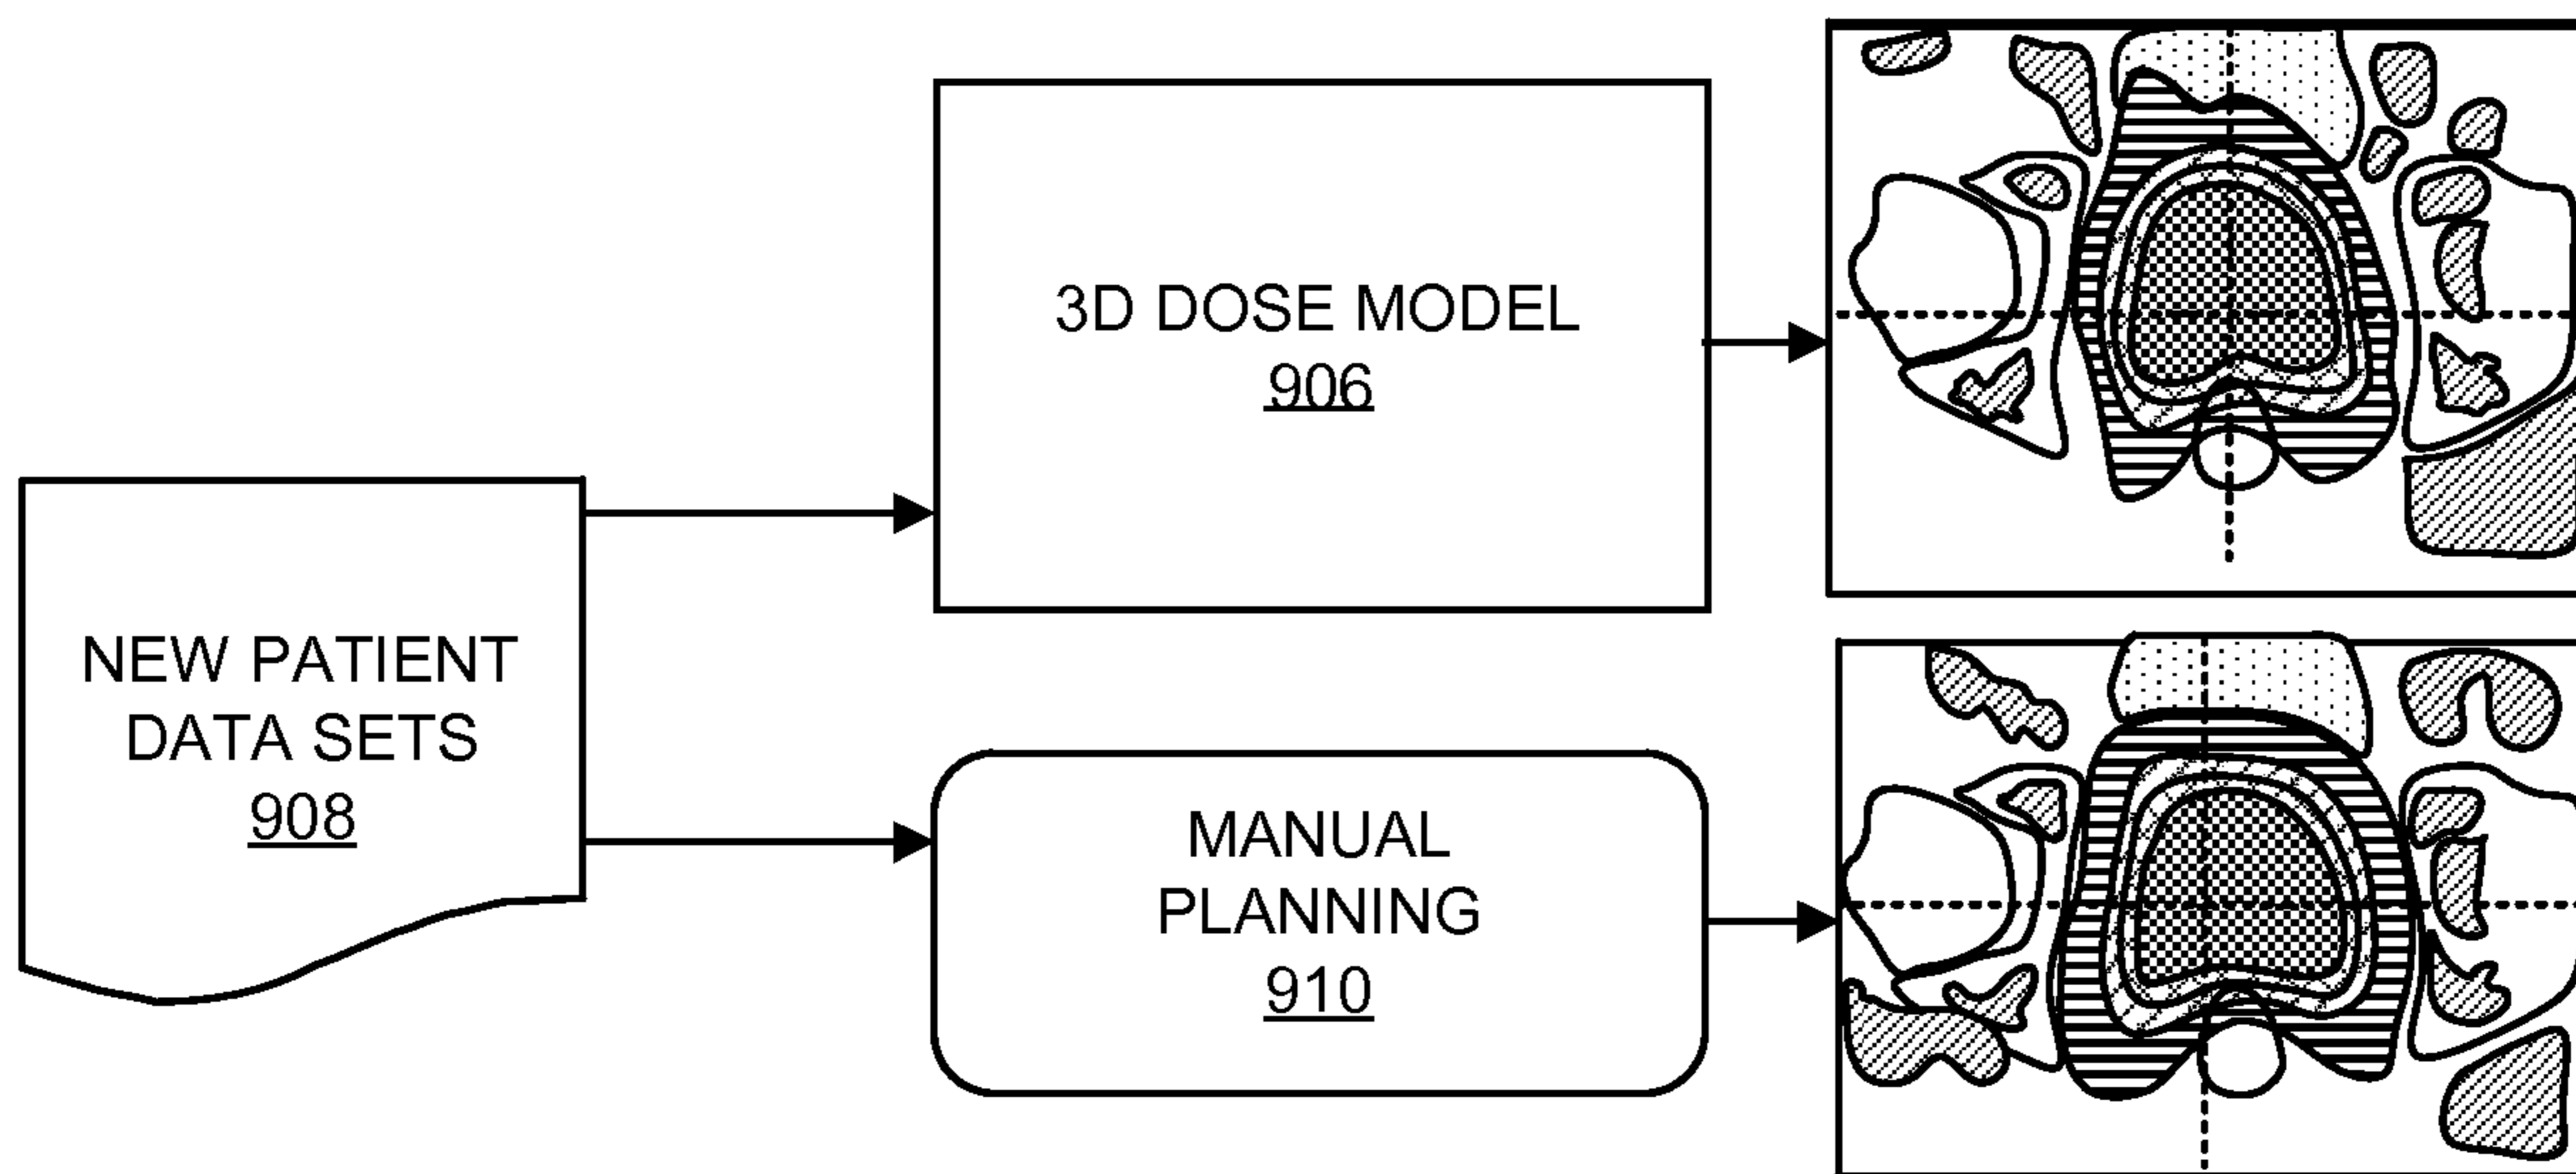 3D DOSE MODEL
906
NEW PATIENT
DATA SETS
908
MANUAL
PLANNING
910